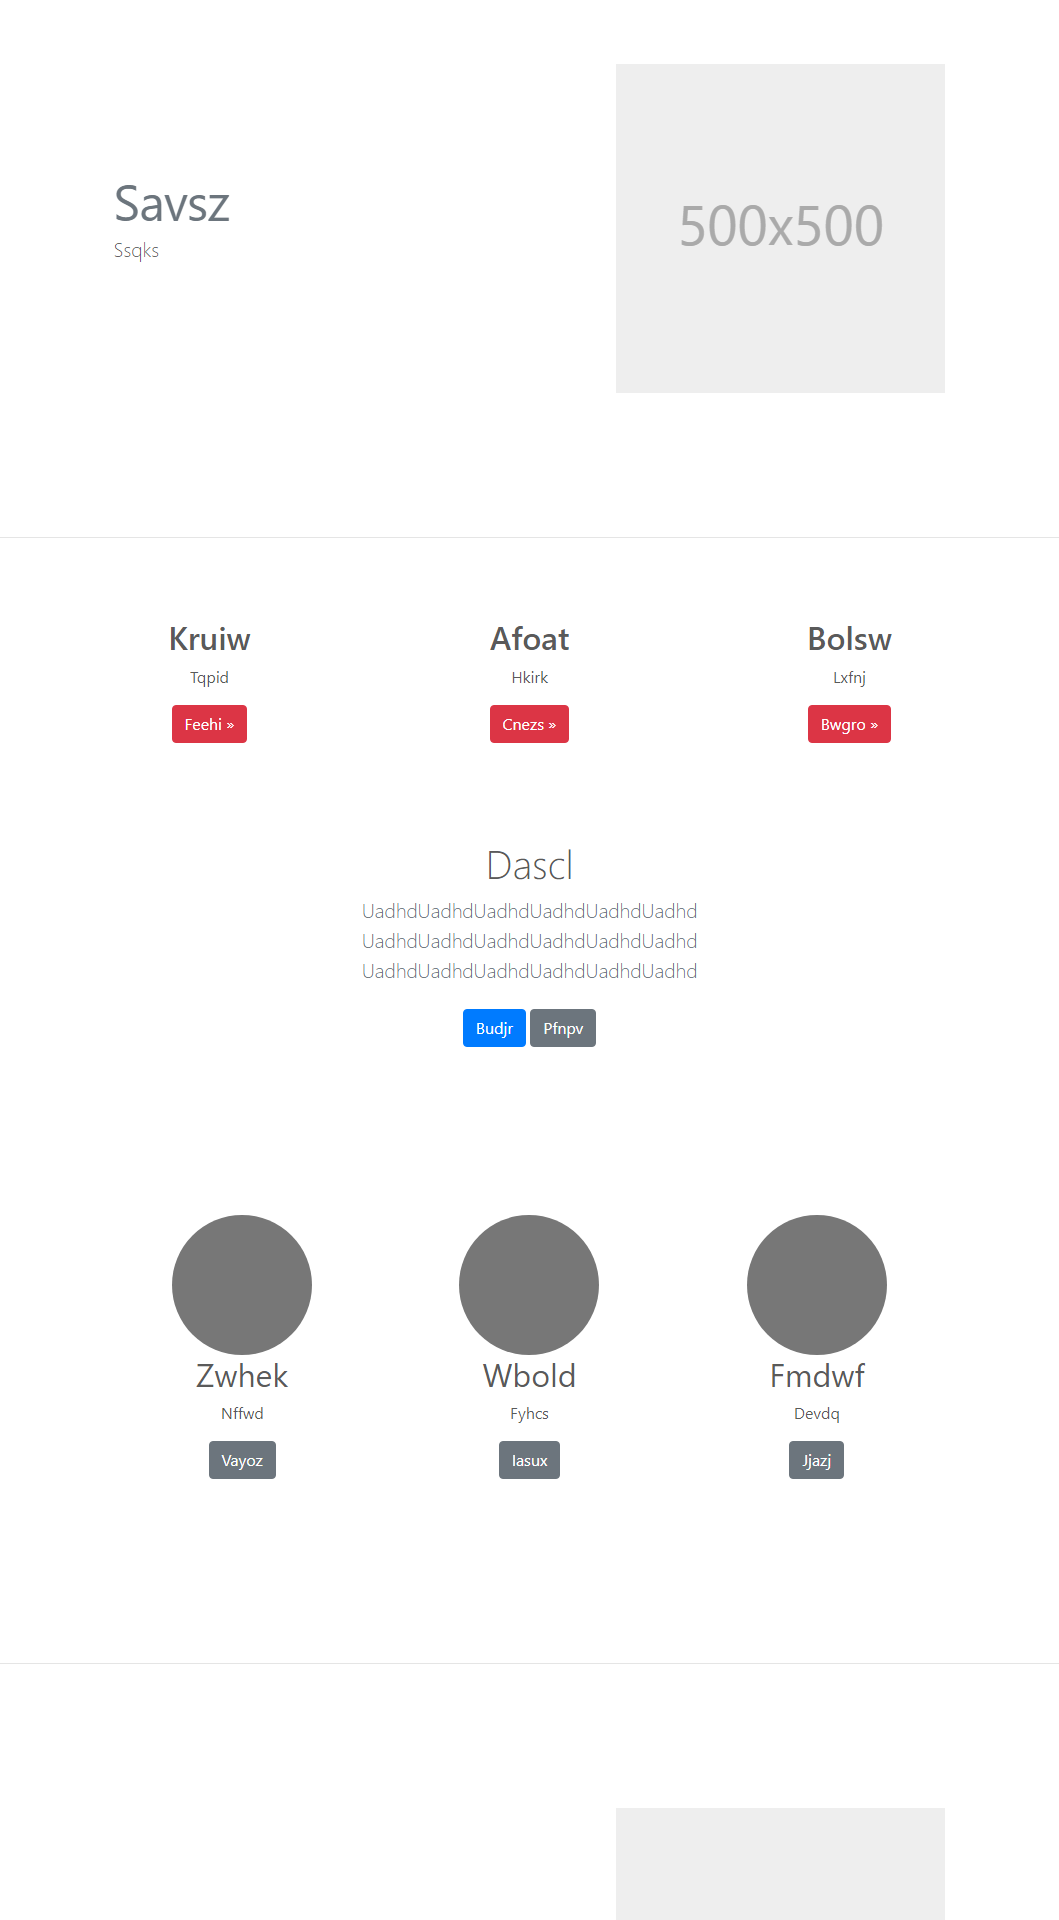 Savsz
Ssqks
500x500
Kruiw
Tqpid
Feehi »
Afoat
Hkirk
Cnezs »
Bolsw
Lxfnj
Bwgro »
Dascl
UadhdUadhdUadhdUadhdUadhdUadhd
UadhdUadhdUadhdUadhdUadhdUadhd
UadhdUadhdUadhdUadhdUadhdUadhd
Budjr Pfnpv
Zwhek
Nffwd
Vayoz
Wbold
Fyhcs
Iasux
Fmdwf
Devdq
Jjazj